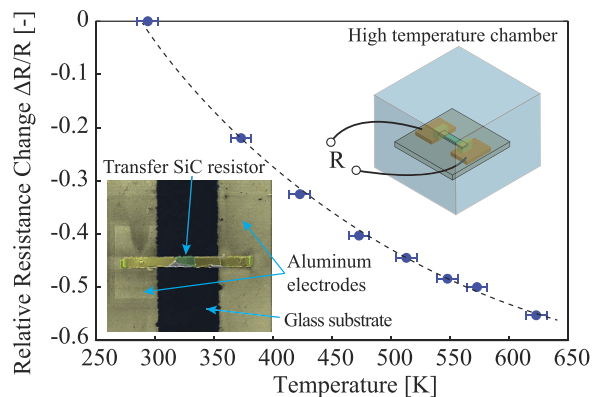 Relative Resistance Change ΔR/R [-]
0
-0.1
-0.2
-0.3
-0.4
-0.5
-0.6
High temperature chamber
R
Transfer SiC resistor
Aluminum
electrodes
Glass substrate
250 300 350 400 450 500 550 600 650
Temperature [K]